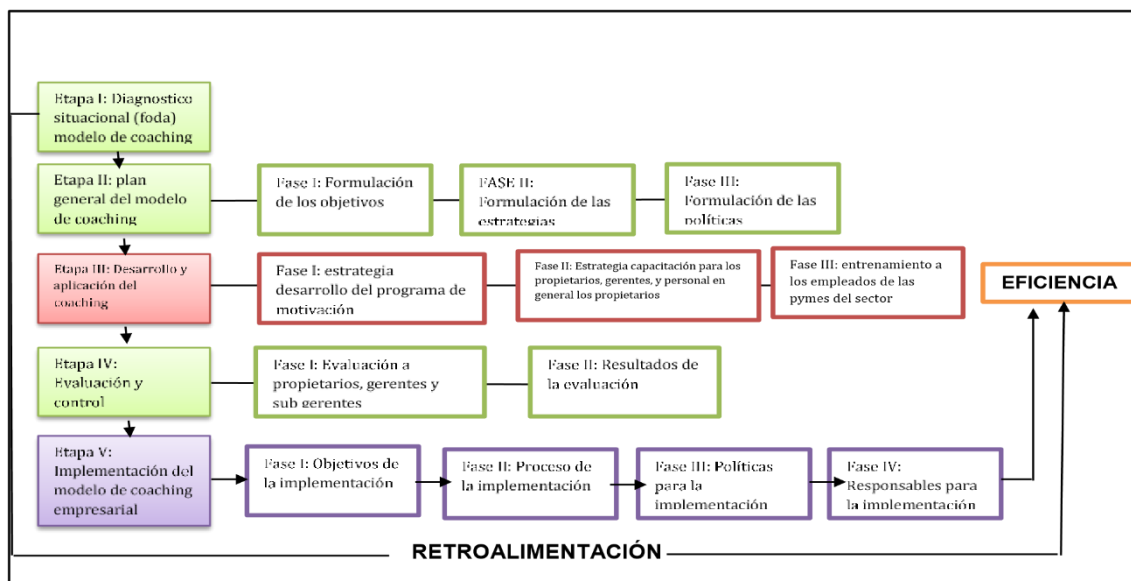 Etapa I: Diagnostico
situacional (foda)
modelo de coaching
Etapa II: plan
general del modelo
de coaching
Fase I: Formulación
de los objetivos
FASE II:
Formulación de las
estrategias
Fase III:
Formulación de las
políticas
Etapa III: Desarrollo y
aplicación del
coaching
Fase I: estrategia
desarrollo del programa de
motivación
Fase II: Estrategia capacitación para los
propietarios, gerentes, y personal en
general los propietarios
Fase III: entrenamiento a
los empleados de las
pymes del sector
EFICIENCIA
Etapa IV:
Evaluación y
control
Fase I: Evaluación a
propietarios, gerentes y
sub gerentes
Fase II: Resultados de
la evaluación
Etapa V:
Implementación del
modelo de coaching
empresarial
Fase I: Objetivos de
la implementación
Fase II: Proceso de
la implementación
Fase III: Políticas
para la
implementación
Fase IV:
Responsables para
la implementación
RETROALIMENTACIÓN